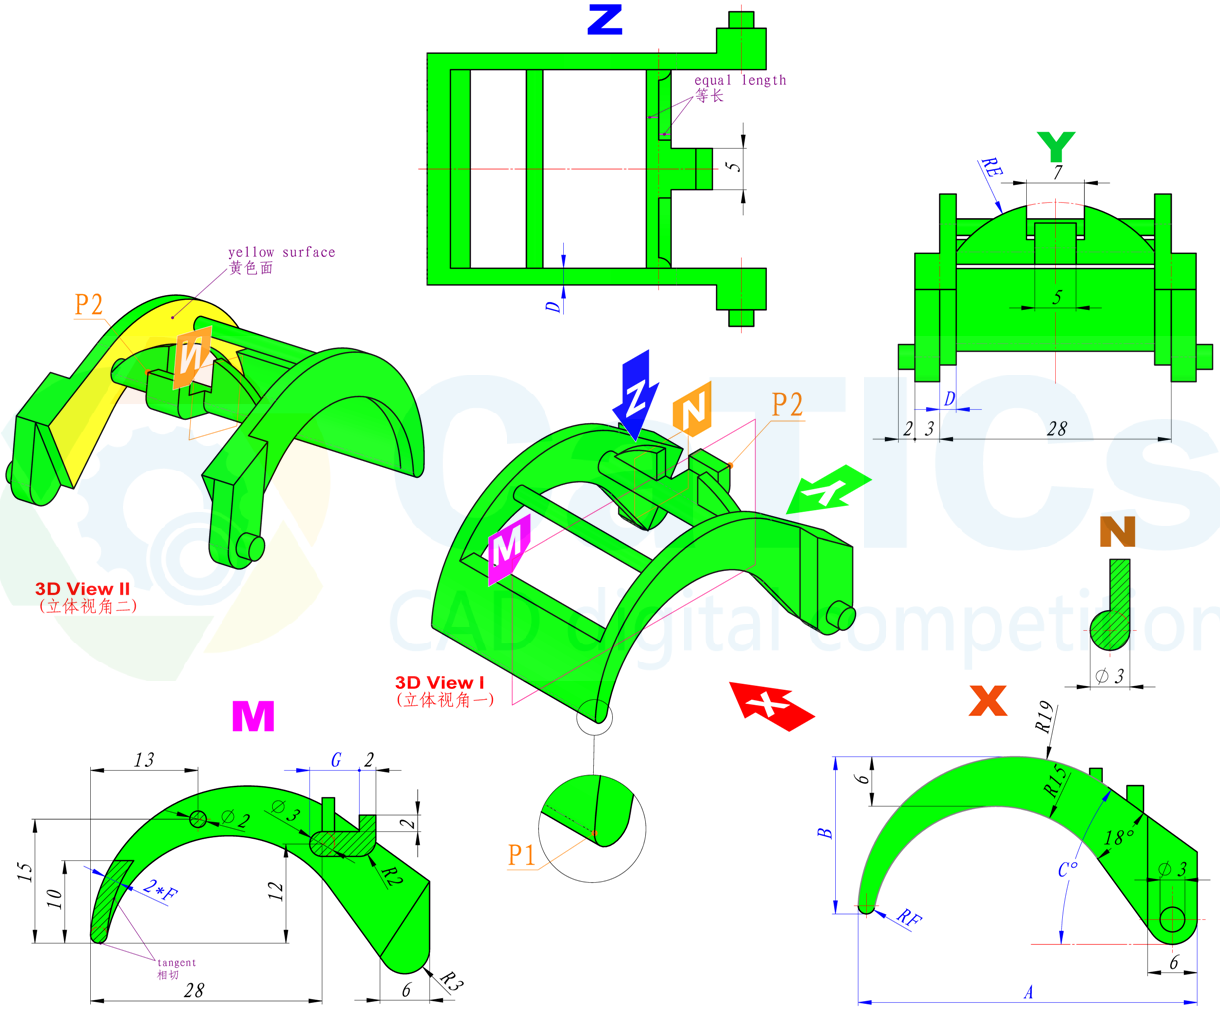 Z
equal length
等长
5
D
Y
RE
7
5
D
2
3
28
yellow surface
黄色面
P2
N
3D View II
(立体视角二)
Z
N
P2
Y
M
X
3D View I
(立体视角一)
P1
N
∅ 3
CaTICs
CAD digital competition
M
13
G
2
∅ 3
∅ 2
2
15
10
2*F
12
R2
tangent
相切
28
6
R3
X
R19
6
R15
B
18°
C°
∅ 3
RF
6
A